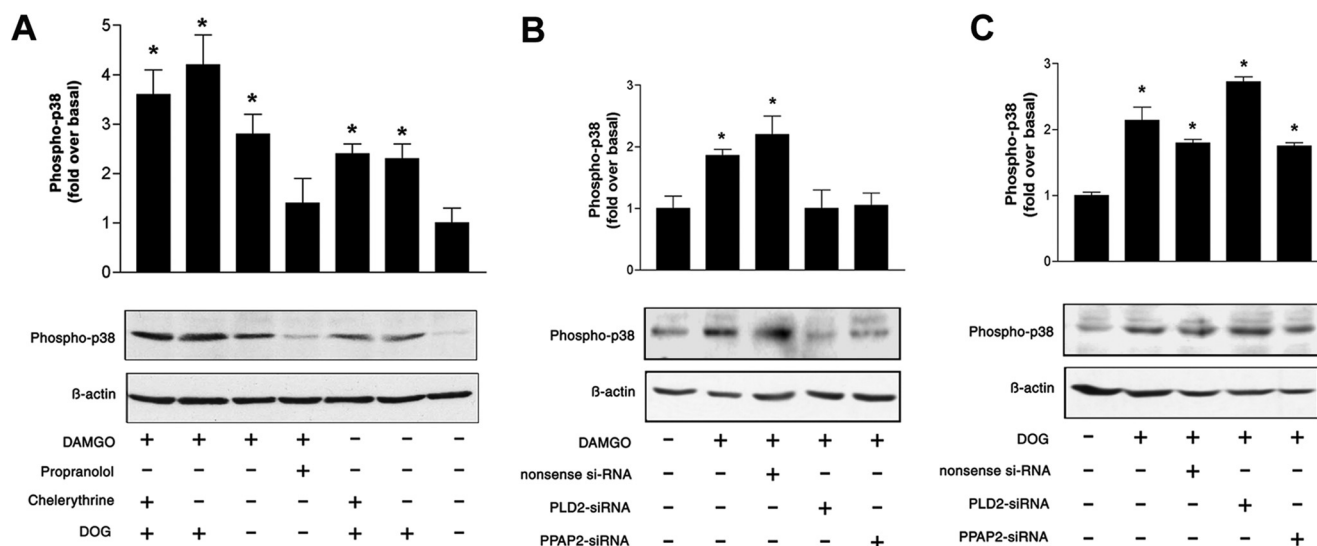 A
Phospho-p38
(fold over basal)
5
4
3
2
1
0
* * * * *
Phospho-p38
ß-actin
DAMGO + + + + – – –
Propranolol – – – + – – –
Chelerythrine + – – – + – –
DOG + + – – + + –
B
Phospho-p38
(fold over basal)
3
2
1
0
* *
Phospho-p38
ß-actin
DAMGO – + + + +
nonsense si-RNA – – + – –
PLD2-siRNA – – – + –
PPAP2-siRNA – – – – +
C
Phospho-p38
(fold over basal)
3
2
1
0
* * * *
Phospho-p38
ß-actin
DOG – + + + +
nonsense si-RNA – – + – –
PLD2-siRNA – – – + –
PPAP2-siRNA – – – – +